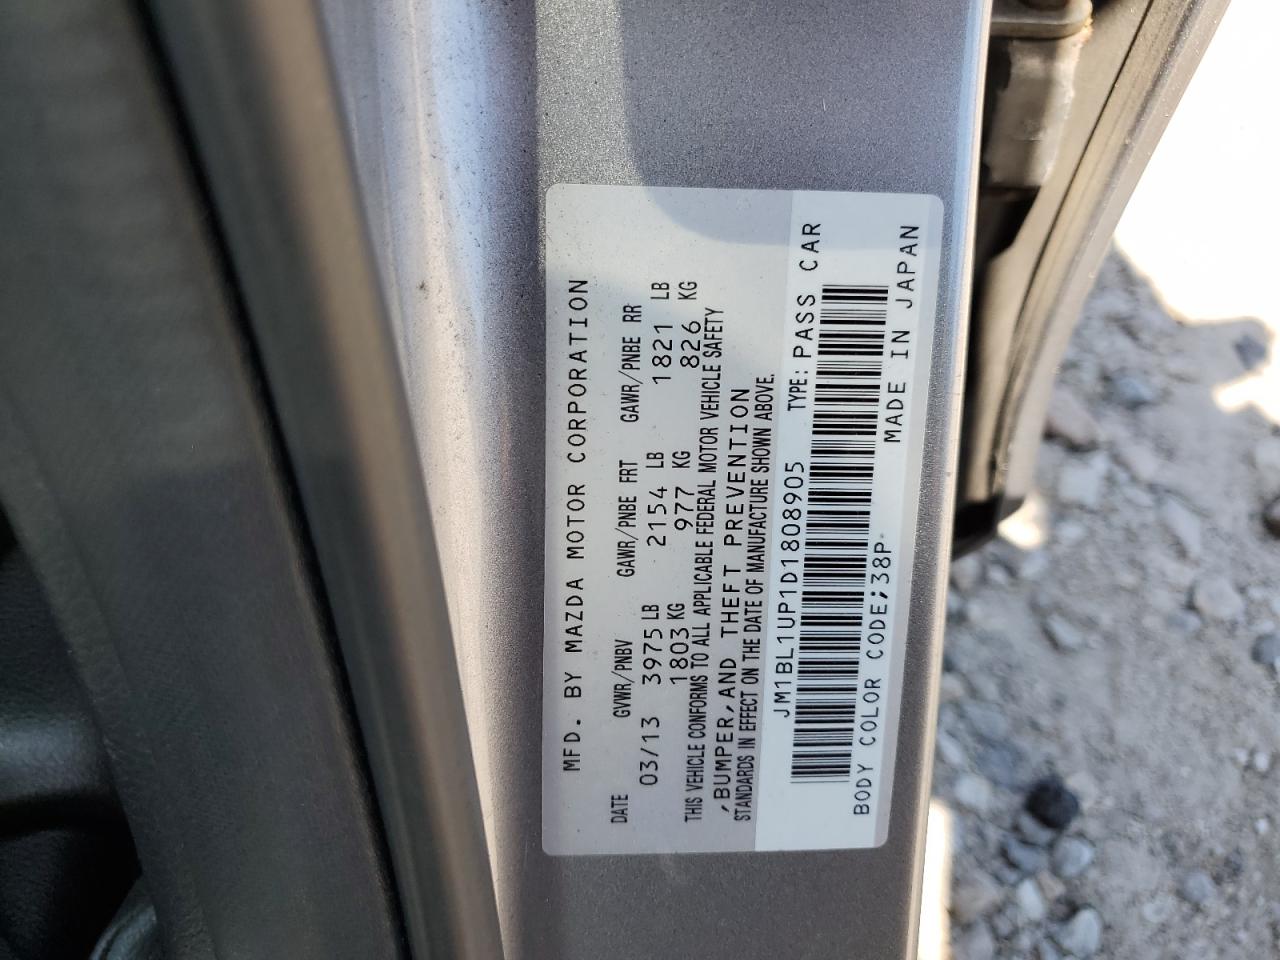 MFD. BY MAZDA MOTOR CORPORATION
DATE GVWR/PNBV GAWR/PNBE FRT GAWR/PNBE RR
03/13 3975 LB 2154 LB 1821 LB
1803 KG 977 KG 826 KG
THIS VEHICLE CONFORMS TO ALL APPLICABLE FEDERAL MOTOR VEHICLE SAFETY
,BUMPER, AND THEFT PREVENTION
STANDARDS IN EFFECT ON THE DATE OF MANUFACTURE SHOWN ABOVE.
JM1BL1UP1D1808905 TYPE: PASS CAR
BODY COLOR CODE;38P
MADE IN JAPAN